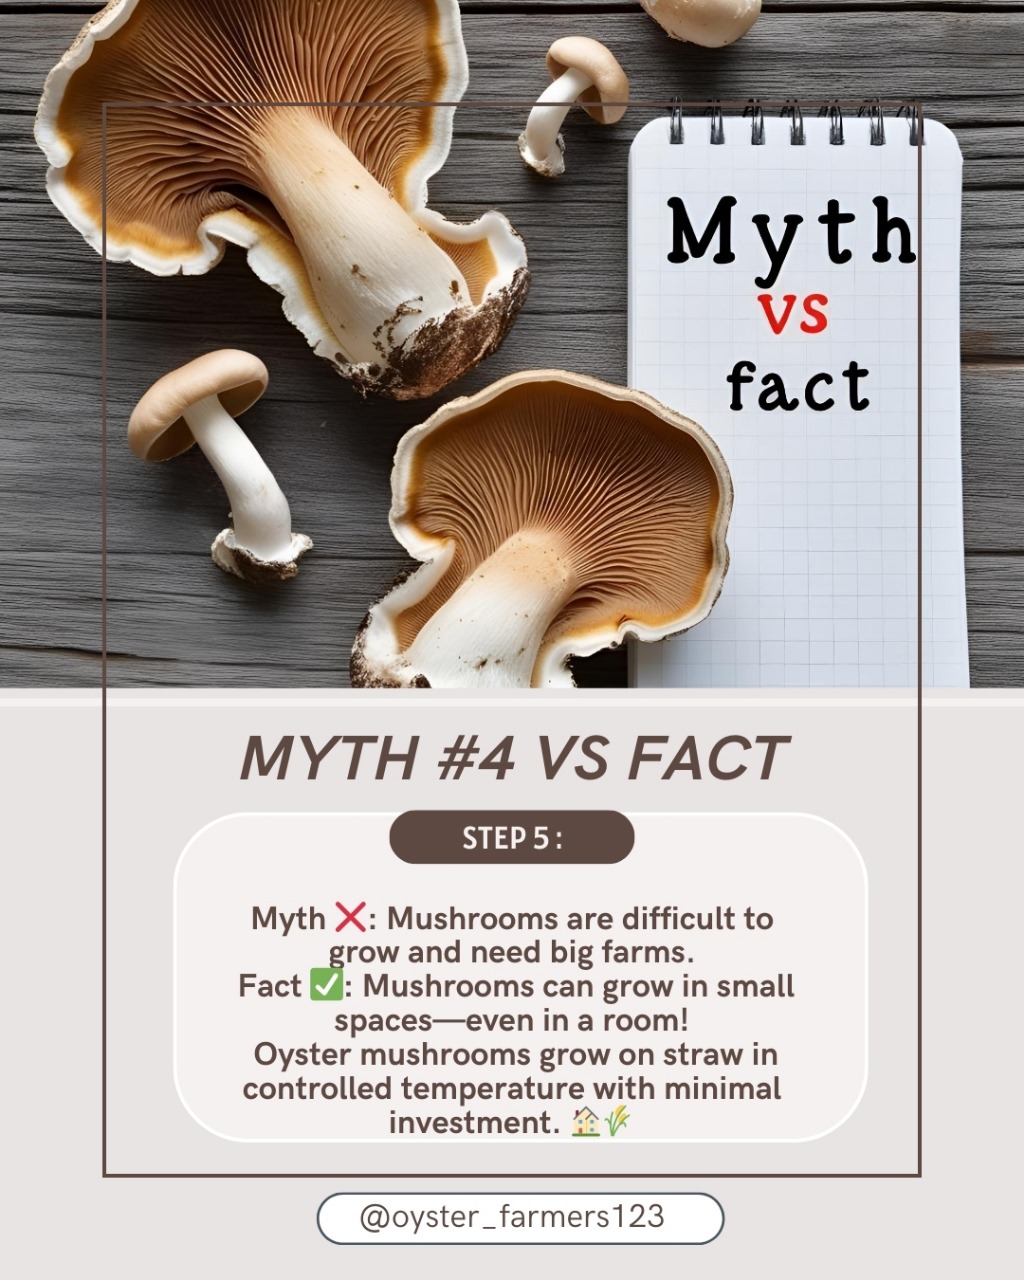 Myth
vs
fact
MYTH #4 VS FACT
STEP 5 :
Myth ❌: Mushrooms are difficult to
grow and need big farms.
Fact ✅: Mushrooms can grow in small
spaces—even in a room!
Oyster mushrooms grow on straw in
controlled temperature with minimal
investment. 🏠🌾
@oyster_farmers123